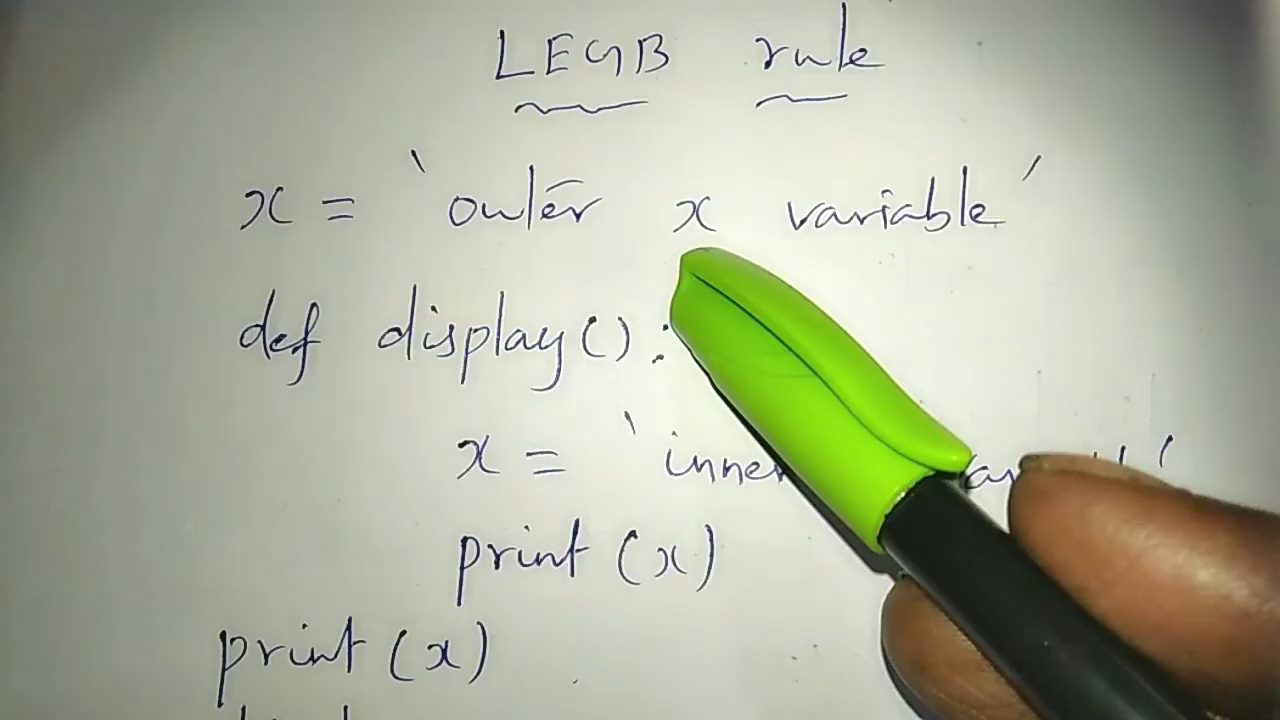 LEGB rule
x = 'outer x variable'
def display():
x = 'inner
print (x)
print (x)